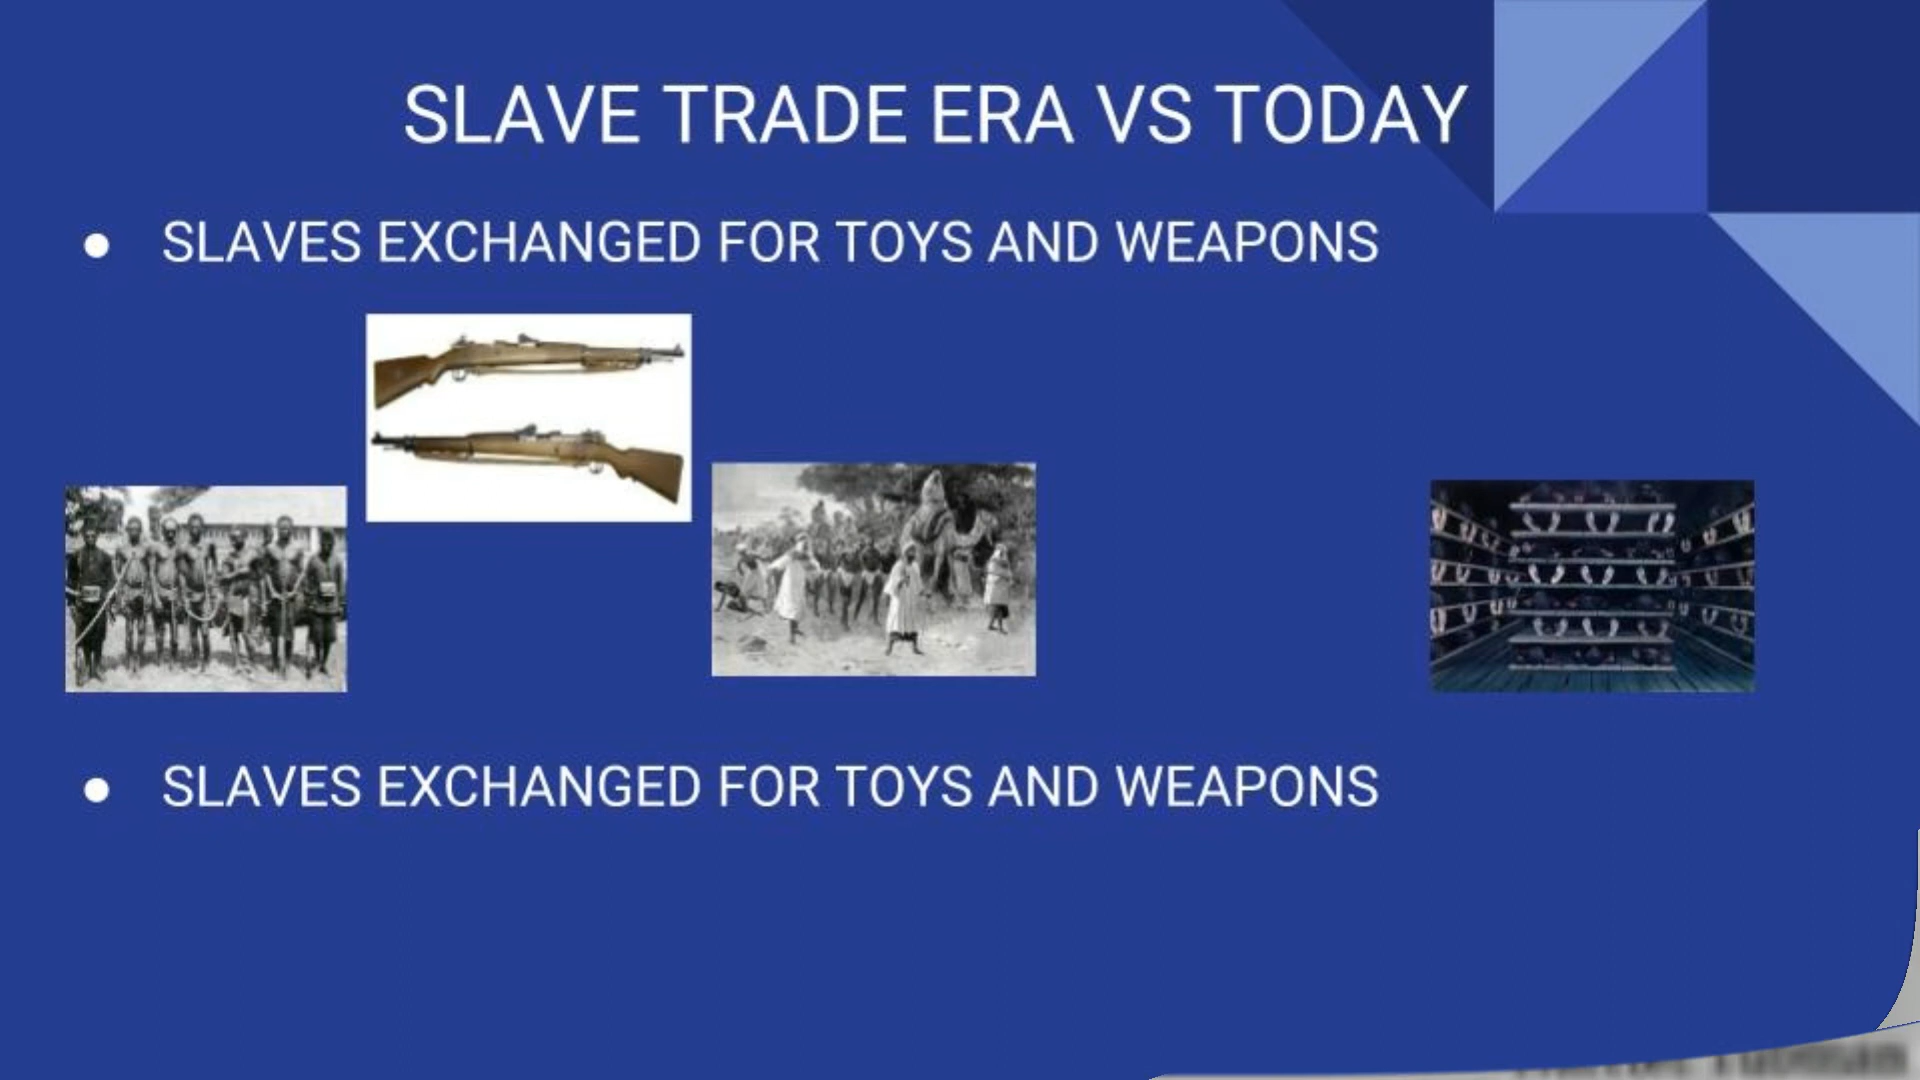 SLAVE TRADE ERA VS TODAY
● SLAVES EXCHANGED FOR TOYS AND WEAPONS
● SLAVES EXCHANGED FOR TOYS AND WEAPONS